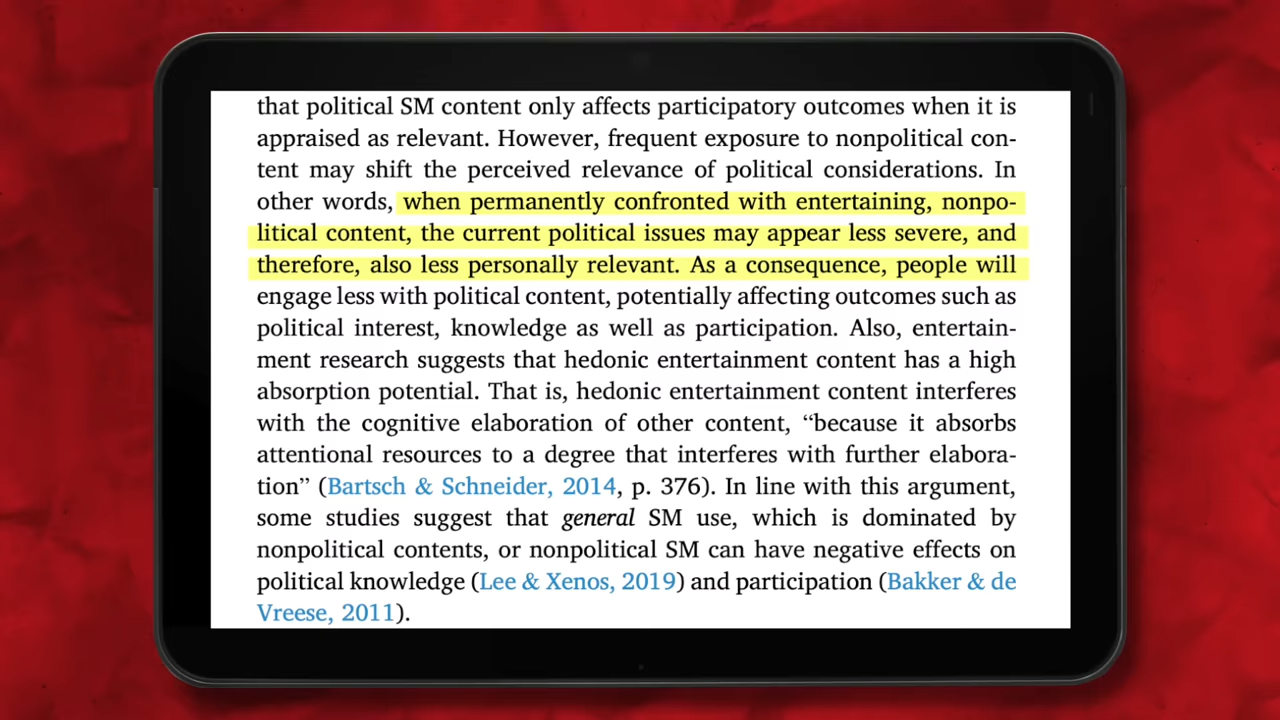 that political SM content only affects participatory outcomes when it is
appraised as relevant. However, frequent exposure to nonpolitical con-
tent may shift the perceived relevance of political considerations. In
other words, when permanently confronted with entertaining, nonpo-
litical content, the current political issues may appear less severe, and
therefore, also less personally relevant. As a consequence, people will
engage less with political content, potentially affecting outcomes such as
political interest, knowledge as well as participation. Also, entertain-
ment research suggests that hedonic entertainment content has a high
absorption potential. That is, hedonic entertainment content interferes
with the cognitive elaboration of other content, “because it absorbs
attentional resources to a degree that interferes with further elabora-
tion” (Bartsch & Schneider, 2014, p. 376). In line with this argument,
some studies suggest that general SM use, which is dominated by
nonpolitical contents, or nonpolitical SM can have negative effects on
political knowledge (Lee & Xenos, 2019) and participation (Bakker & de
Vreese, 2011).